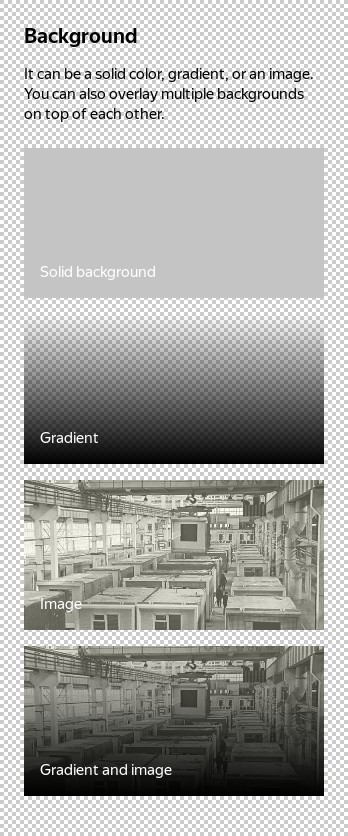 Background
It can be a solid color, gradient, or an image.
You can also overlay multiple backgrounds
on top of each other.
Solid background
Gradient
Image
Gradient and image